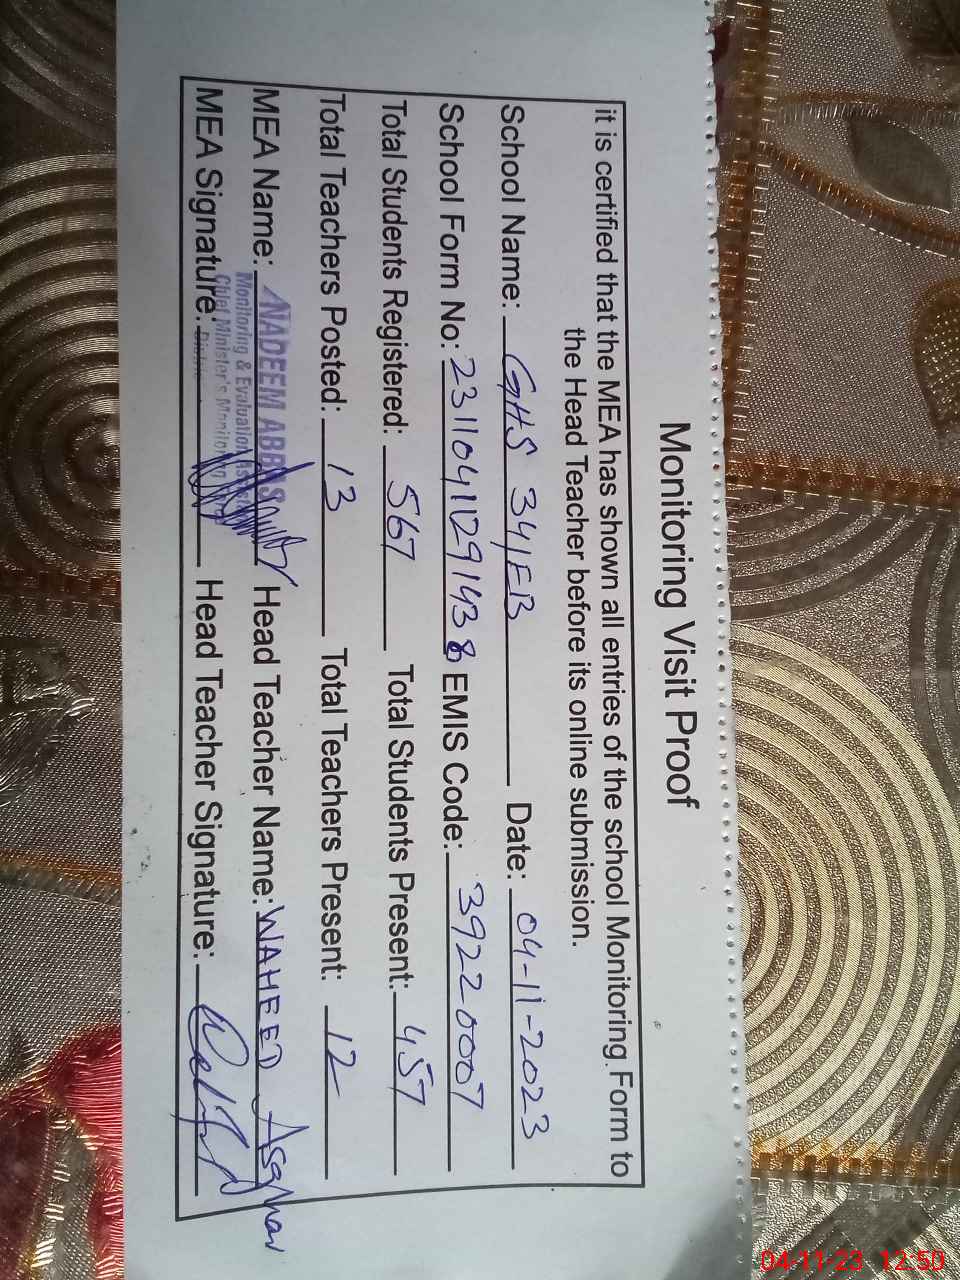 Monitoring Visit Proof
it is certified that the MEA has shown all entries of the school Monitoring Form to
the Head Teacher before its online submission.
School Name: GHS 34/EB Date: 04-11-2023
School Form No: 23110411291438 EMIS Code: 39220007
Total Students Registered: 567 Total Students Present: 457
Total Teachers Posted: 13 Total Teachers Present: 12
MEA Name: NADEEM ABBAS Head Teacher Name: WAHEED Asghar
Monitoring & Evaluation Assistant
Chief Minister's Monitoring
MEA Signature: Head Teacher Signature:
04-11-23 12:50